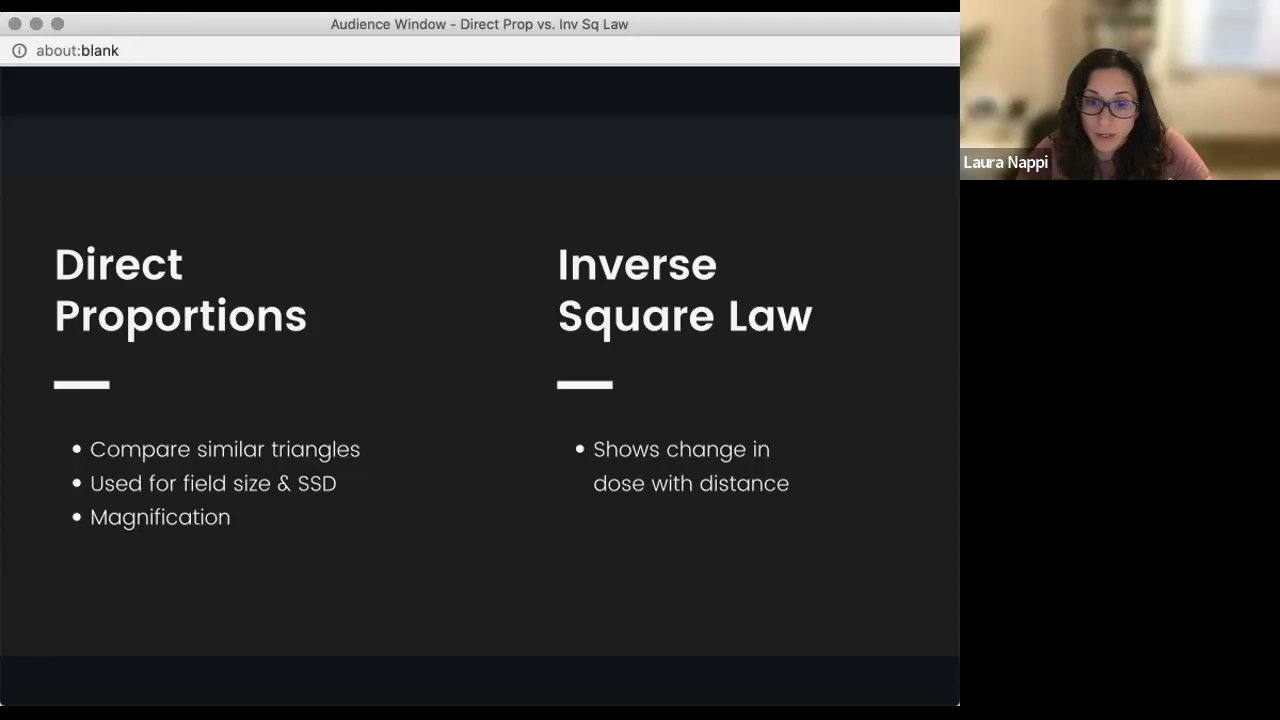 Audience Window - Direct Prop vs. Inv Sq Law
about:blank
Laura Nappi
Direct
Proportions
• Compare similar triangles
• Used for field size & SSD
• Magnification
Inverse
Square Law
• Shows change in
dose with distance